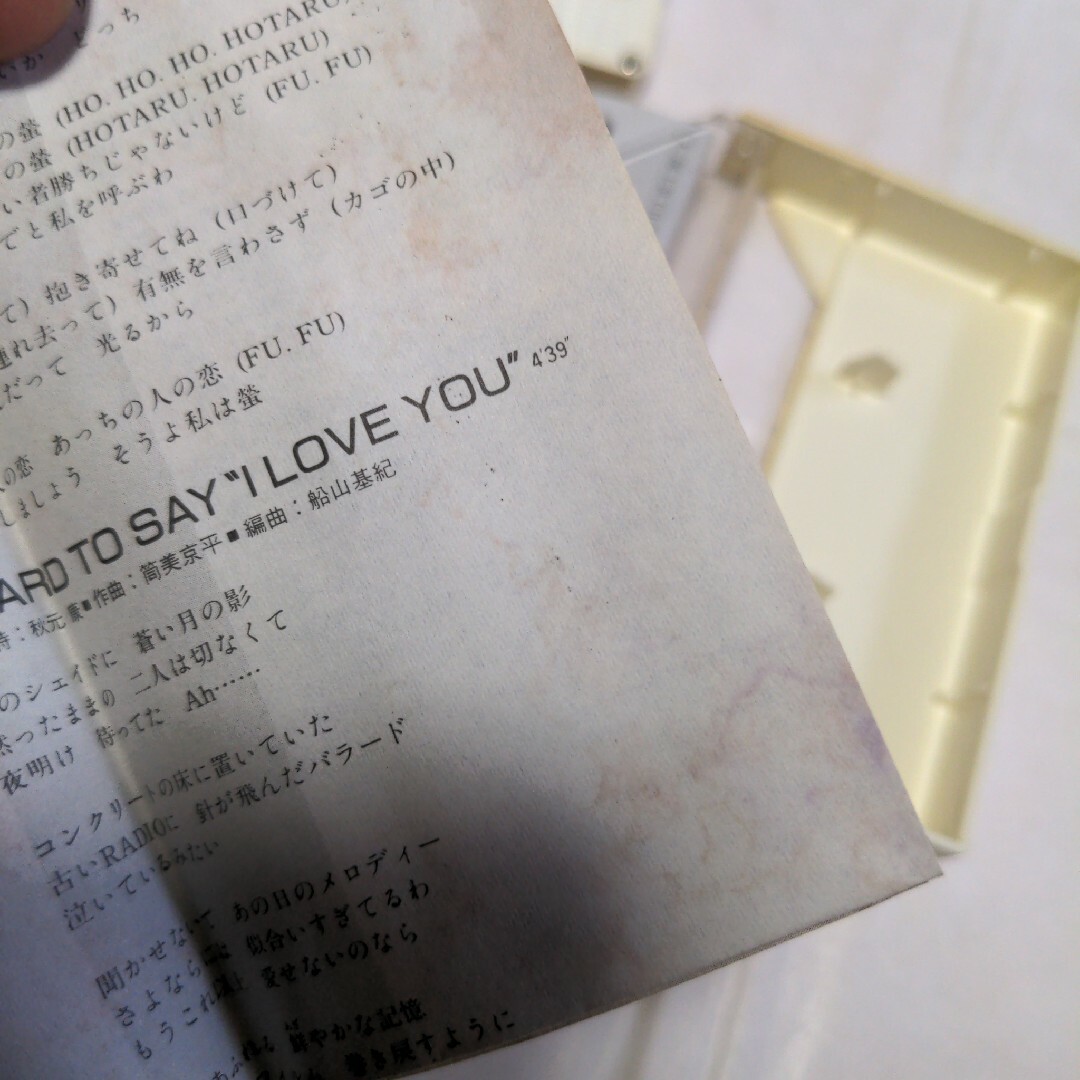 の螢 (HO. HO. HO. HOTARU)
の螢 (HOTARU. HOTARU)
い者勝ちじゃないけど (FU. FU)
でと私を呼ぶわ
て) 抱き寄せてね (口づけて)
連れ去って) 有無を言わさず (カゴの中)
だって 光るから
の恋 あっちの人の恋 (FU. FU)
しましょう そうよ私は螢
ARD TO SAY "I LOVE YOU" 4'39"
詩:秋元 康■作曲:筒美京平■編曲:船山基紀
のシェイドに 蒼い月の影
黙ったままの 二人は切なくて
夜明け 待ってた Ah……
コンクリートの床に置いていた
古いRADIOに 針が飛んだバラード
泣いているみたい
聞かせないで あの日のメロディー
さよなら 似合いすぎてるわ
もうこれ以上 愛せないのなら
鮮やかな記憶
巻き戻すように